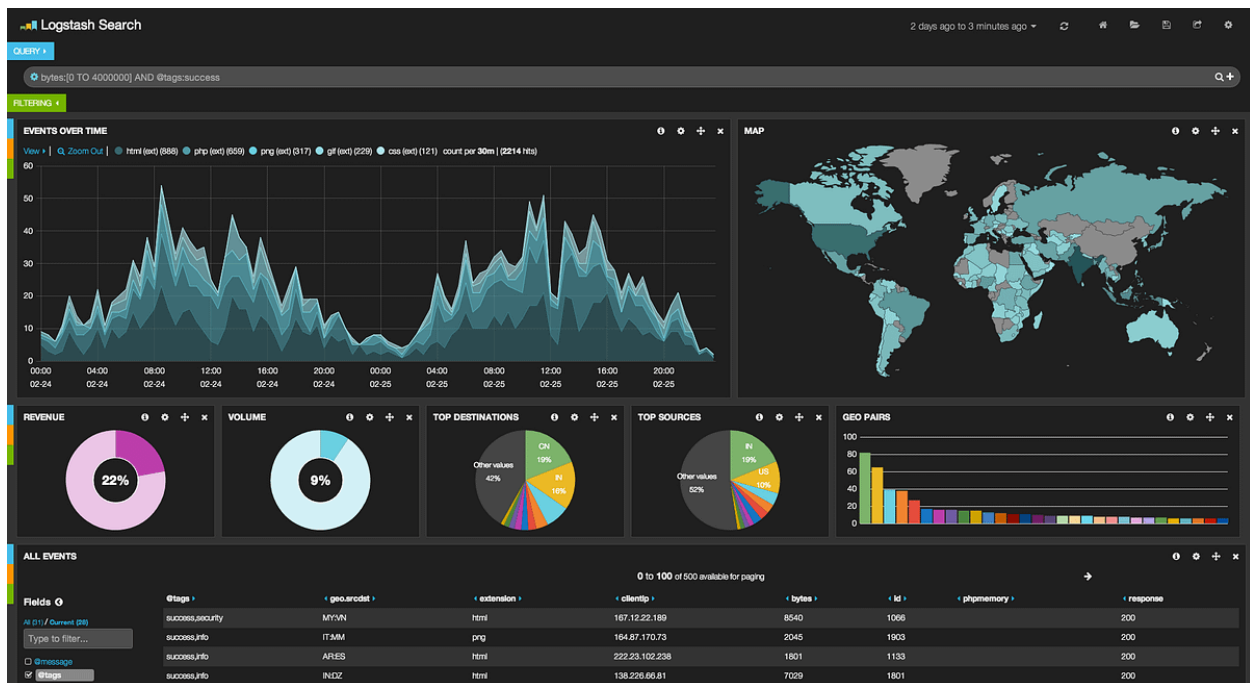 Logstash Search
2 days ago to 3 minutes ago
QUERY
bytes:[0 TO 4000000] AND @tags:success
FILTERING
EVENTS OVER TIME
View | Zoom Out | html (ext) (888) php (ext) (659) png (ext) (317) gif (ext) (229) css (ext) (121) count per 30m | (2214 hits)
60
50
40
30
20
10
0
00:00 04:00 08:00 12:00 16:00 20:00 00:00 04:00 08:00 12:00 16:00 20:00
02-24 02-24 02-24 02-24 02-24 02-24 02-25 02-25 02-25 02-25 02-25 02-25
MAP
REVENUE
22%
VOLUME
9%
TOP DESTINATIONS
CN
19%
IN
16%
Other values
42%
TOP SOURCES
IN
19%
US
10%
Other values
52%
GEO PAIRS
100
80
60
40
20
0
ALL EVENTS
0 to 100 of 500 available for paging
Fields
All (31) / Current (28)
Type to filter...
@message
@tags
@tags geo.srcdst extension clientip bytes id phpmemory response
success,security MY:VN html 167.12.22.189 8540 1066 200
success,info IT:MM png 164.87.170.73 2045 1903 200
success,info AR:ES html 222.23.102.238 1801 1133 200
success,info IN:DZ html 138.226.66.81 7029 1801 200